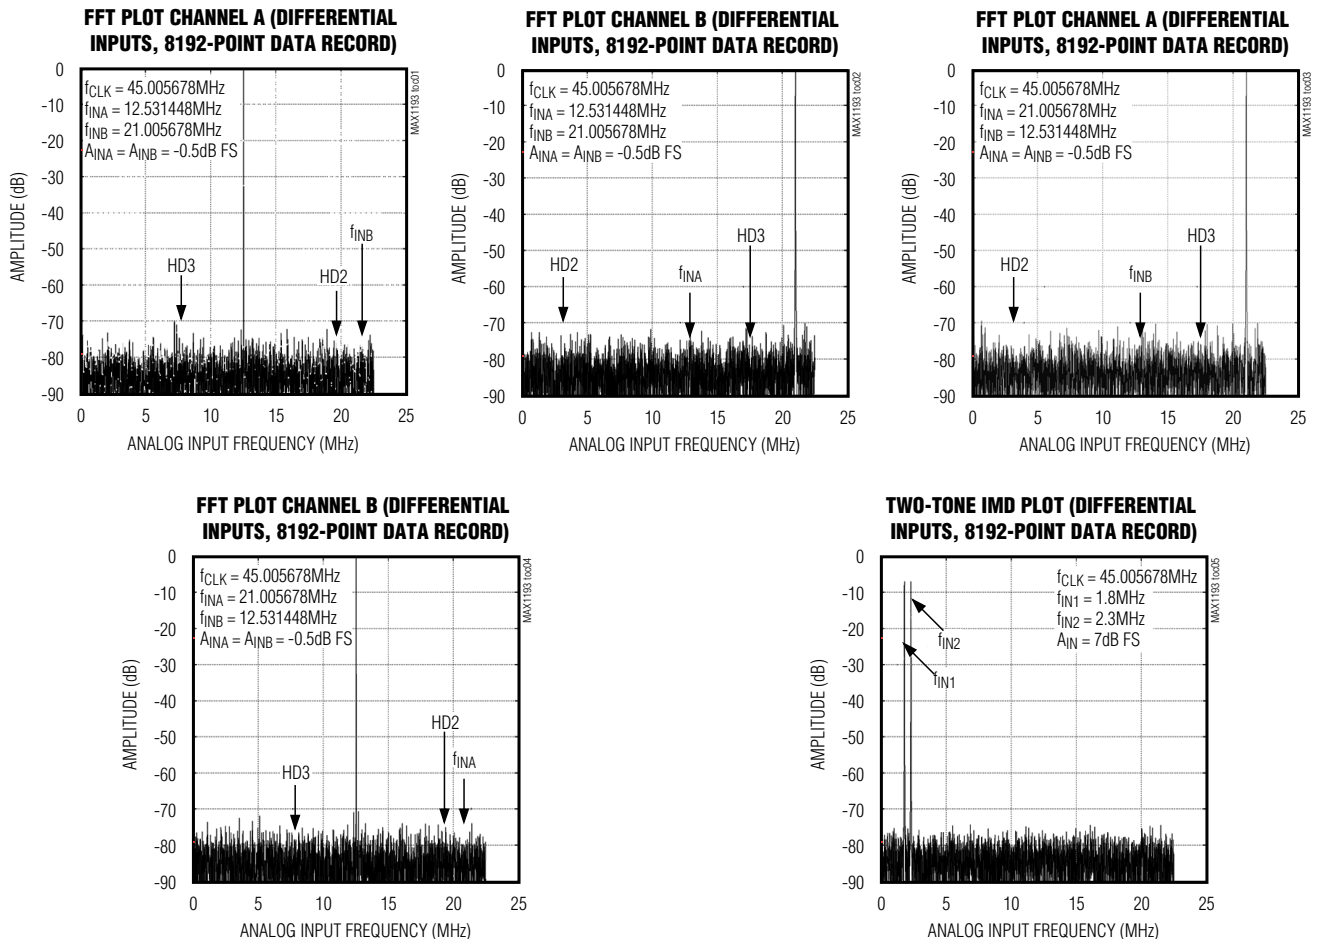 FFT PLOT CHANNEL A (DIFFERENTIAL
INPUTS, 8192-POINT DATA RECORD)
MAX1193 toc01
fCLK = 45.005678MHz
fINA = 12.531448MHz
fINB = 21.005678MHz
AINA = AINB = -0.5dB FS
HD3
HD2
fINB
AMPLITUDE (dB)
0
-10
-20
-30
-40
-50
-60
-70
-80
-90
0 5 10 15 20 25
ANALOG INPUT FREQUENCY (MHz)
FFT PLOT CHANNEL B (DIFFERENTIAL
INPUTS, 8192-POINT DATA RECORD)
MAX1193 toc02
fCLK = 45.005678MHz
fINA = 12.531448MHz
fINB = 21.005678MHz
AINA = AINB = -0.5dB FS
HD2
fINA
HD3
AMPLITUDE (dB)
0
-10
-20
-30
-40
-50
-60
-70
-80
-90
0 5 10 15 20 25
ANALOG INPUT FREQUENCY (MHz)
FFT PLOT CHANNEL A (DIFFERENTIAL
INPUTS, 8192-POINT DATA RECORD)
MAX1193 toc03
fCLK = 45.005678MHz
fINA = 21.005678MHz
fINB = 12.531448MHz
AINA = AINB = -0.5dB FS
HD2
fINB
HD3
AMPLITUDE (dB)
0
-10
-20
-30
-40
-50
-60
-70
-80
-90
0 5 10 15 20 25
ANALOG INPUT FREQUENCY (MHz)
FFT PLOT CHANNEL B (DIFFERENTIAL
INPUTS, 8192-POINT DATA RECORD)
MAX1193 toc04
fCLK = 45.005678MHz
fINA = 21.005678MHz
fINB = 12.531448MHz
AINA = AINB = -0.5dB FS
HD3
HD2
fINA
AMPLITUDE (dB)
0
-10
-20
-30
-40
-50
-60
-70
-80
-90
0 5 10 15 20 25
ANALOG INPUT FREQUENCY (MHz)
TWO-TONE IMD PLOT (DIFFERENTIAL
INPUTS, 8192-POINT DATA RECORD)
MAX1193 toc05
fCLK = 45.005678MHz
fIN1 = 1.8MHz
fIN2 = 2.3MHz
AIN = 7dB FS
fIN2
fIN1
AMPLITUDE (dB)
0
-10
-20
-30
-40
-50
-60
-70
-80
-90
0 5 10 15 20 25
ANALOG INPUT FREQUENCY (MHz)